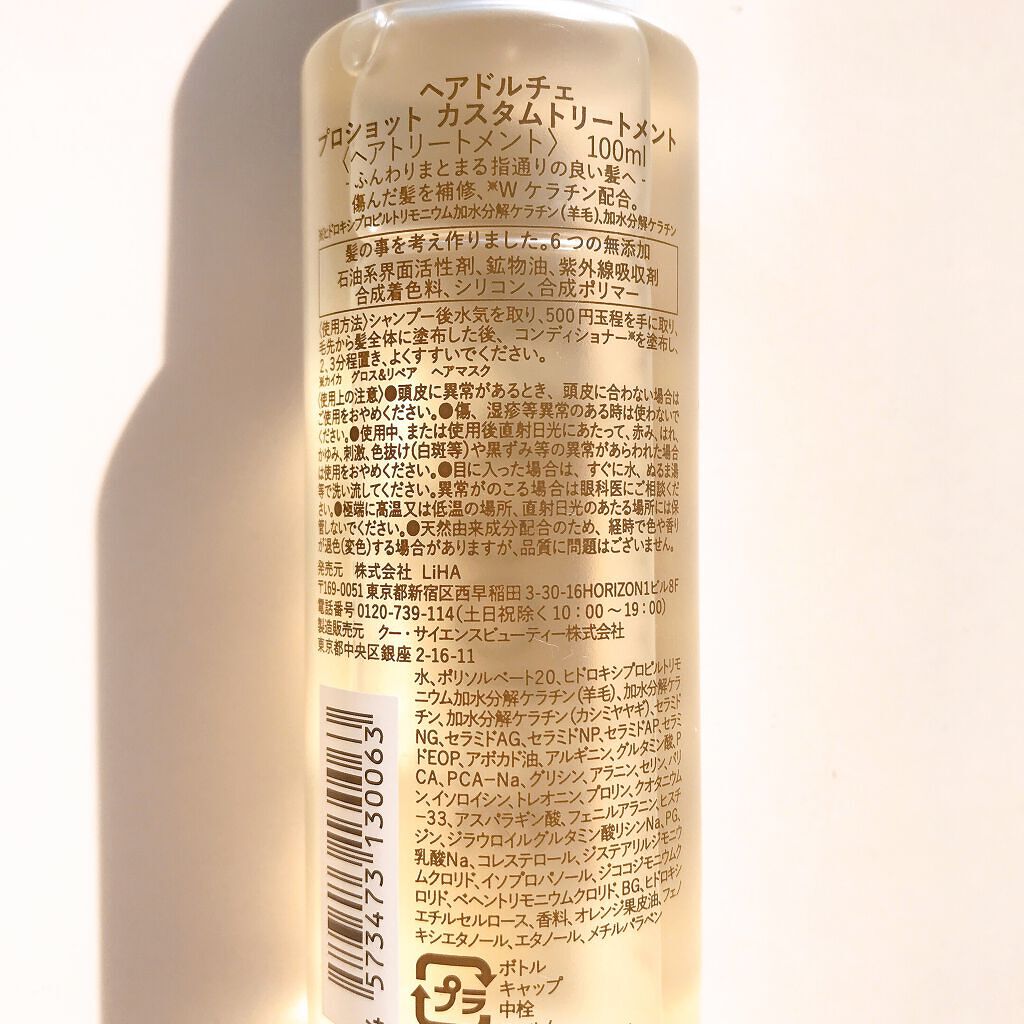 ヘアドルチェ
プロショット カスタムトリートメント
〈ヘアトリートメント〉 100ml
- ふんわりまとまる指通りの良い髪へ -
傷んだ髪を補修、※W ケラチン配合。
※ヒドロキシプロピルトリモニウム加水分解ケラチン(羊毛)、加水分解ケラチン
髪の事を考え作りました。6つの無添加
石油系界面活性剤、鉱物油、紫外線吸収剤
合成着色料、シリコン、合成ポリマー
〈使用方法〉シャンプー後水気を取り、500円玉程を手に取り、
毛先から髪全体に塗布した後、コンディショナー※を塗布し、
2、3分程置き、よくすすいでください。
※カイカ グロス&リペア ヘアマスク
〈使用上の注意〉●頭皮に異常があるとき、頭皮に合わない場合は
ご使用をおやめください。●傷、湿疹等異常のある時は使わないで
ください。●使用中、または使用後直射日光にあたって、赤み、はれ、
かゆみ、刺激、色抜け(白斑等)や黒ずみ等の異常があらわれた場合
は使用をおやめください。●目に入った場合は、すぐに水、ぬるま湯
等で洗い流してください。異常がのこる場合は眼科医にご相談くだ
さい。●極端に高温又は低温の場所、直射日光のあたる場所には保
管しないでください。●天然由来成分配合のため、経時で色や香り
が退色(変色)する場合がありますが、品質に問題はございません。
発売元 株式会社 LiHA
〒169-0051 東京都新宿区西早稲田 3-30-16HORIZON1ビル8F
電話番号 0120-739-114(土日祝除く10:00~19:00)
製造販売元 クー・サイエンスビューティー株式会社
東京都中央区銀座 2-16-11
水、ポリソルベート20、ヒドロキシプロピルトリモ
ニウム加水分解ケラチン(羊毛)、加水分解ケラ
チン、加水分解ケラチン(カシミヤヤギ)、セラミド
NG、セラミドAG、セラミドNP、セラミドAP、セラミ
ドEOP、アボカド油、アルギニン、グルタミン酸、P
CA、PCA-Na、グリシン、アラニン、セリン、バリ
ン、イソロイシン、トレオニン、プロリン、クオタニウム
-33、アスパラギン酸、フェニルアラニン、ヒスチ
ジン、ジラウロイルグルタミン酸リシンNa、PG、
乳酸Na、コレステロール、ジステアリルジモニウ
ムクロリド、イソプロパノール、ジココジモニウムク
ロリド、ベヘントリモニウムクロリド、BG、ヒドロキシ
エチルセルロース、香料、オレンジ果皮油、フェノ
キシエタノール、エタノール、メチルパラベン
4 573473 130063
プラ
ボトル
キャップ
中栓